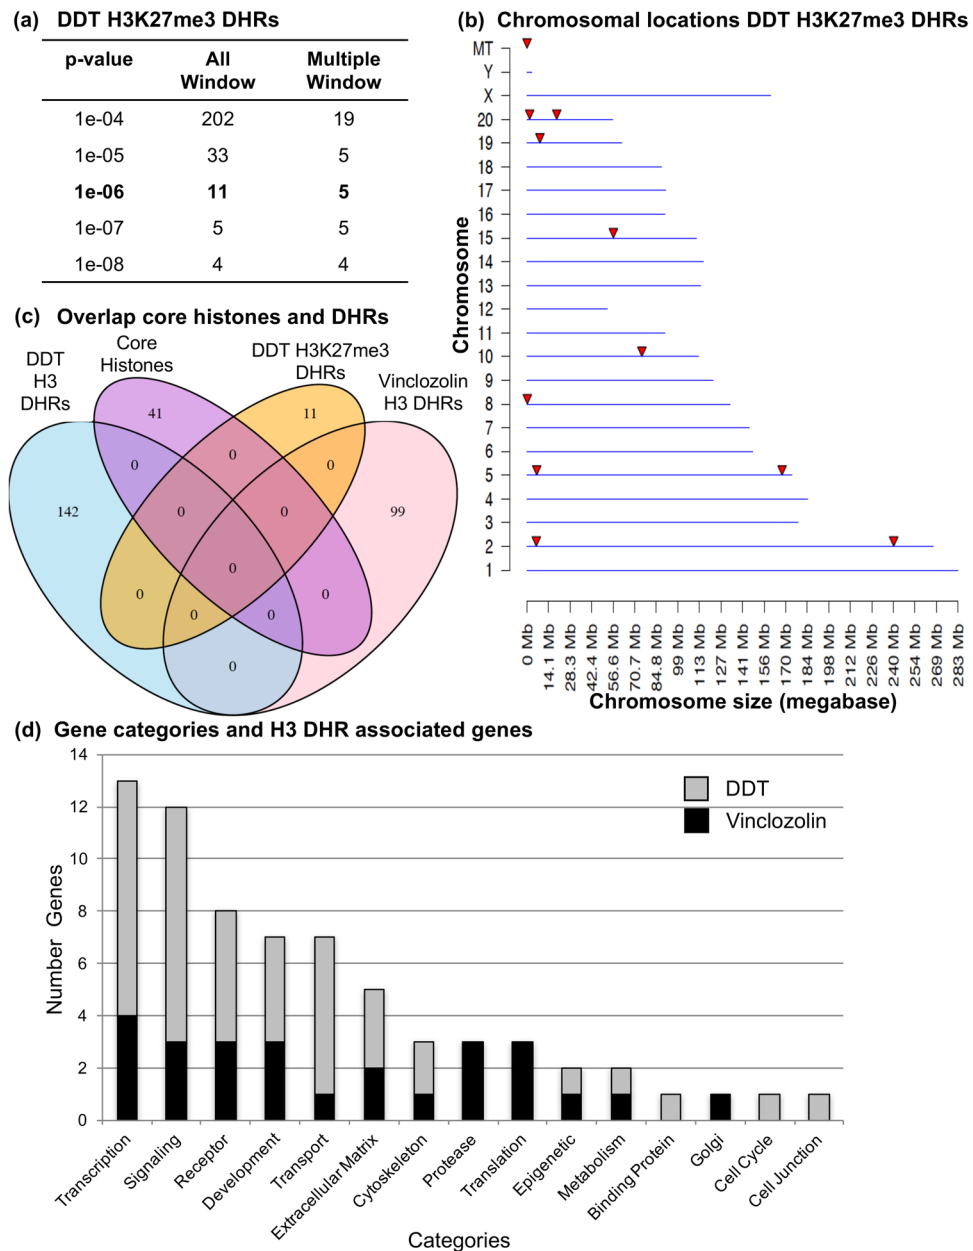 (a) DDT H3K27me3 DHRs
p-value All Window Multiple Window
1e-04 202 19
1e-05 33 5
1e-06 11 5
1e-07 5 5
1e-08 4 4
(b) Chromosomal locations DDT H3K27me3 DHRs
Chromosome
MT
Y
X
20
19
18
17
16
15
14
13
12
11
10
9
8
7
6
5
4
3
2
1
0 Mb
14.1 Mb
28.3 Mb
42.4 Mb
56.6 Mb
70.7 Mb
84.8 Mb
99 Mb
113 Mb
127 Mb
141 Mb
156 Mb
170 Mb
184 Mb
198 Mb
212 Mb
226 Mb
240 Mb
254 Mb
269 Mb
283 Mb
Chromosome size (megabase)
(c) Overlap core histones and DHRs
DDT
H3
DHRs
Core
Histones
DDT H3K27me3
DHRs
Vinclozolin
H3 DHRs
41
11
0
0
0
142
0
0
99
0
0
0
0
0
0
(d) Gene categories and H3 DHR associated genes
Number Genes
14
12
10
8
6
4
2
0
DDT
Vinclozolin
Transcription
Signaling
Receptor
Development
Transport
Extracellular Matrix
Cytoskeleton
Protease
Translation
Epigenetic
Metabolism
Binding Protein
Golgi
Cell Cycle
Cell Junction
Categories